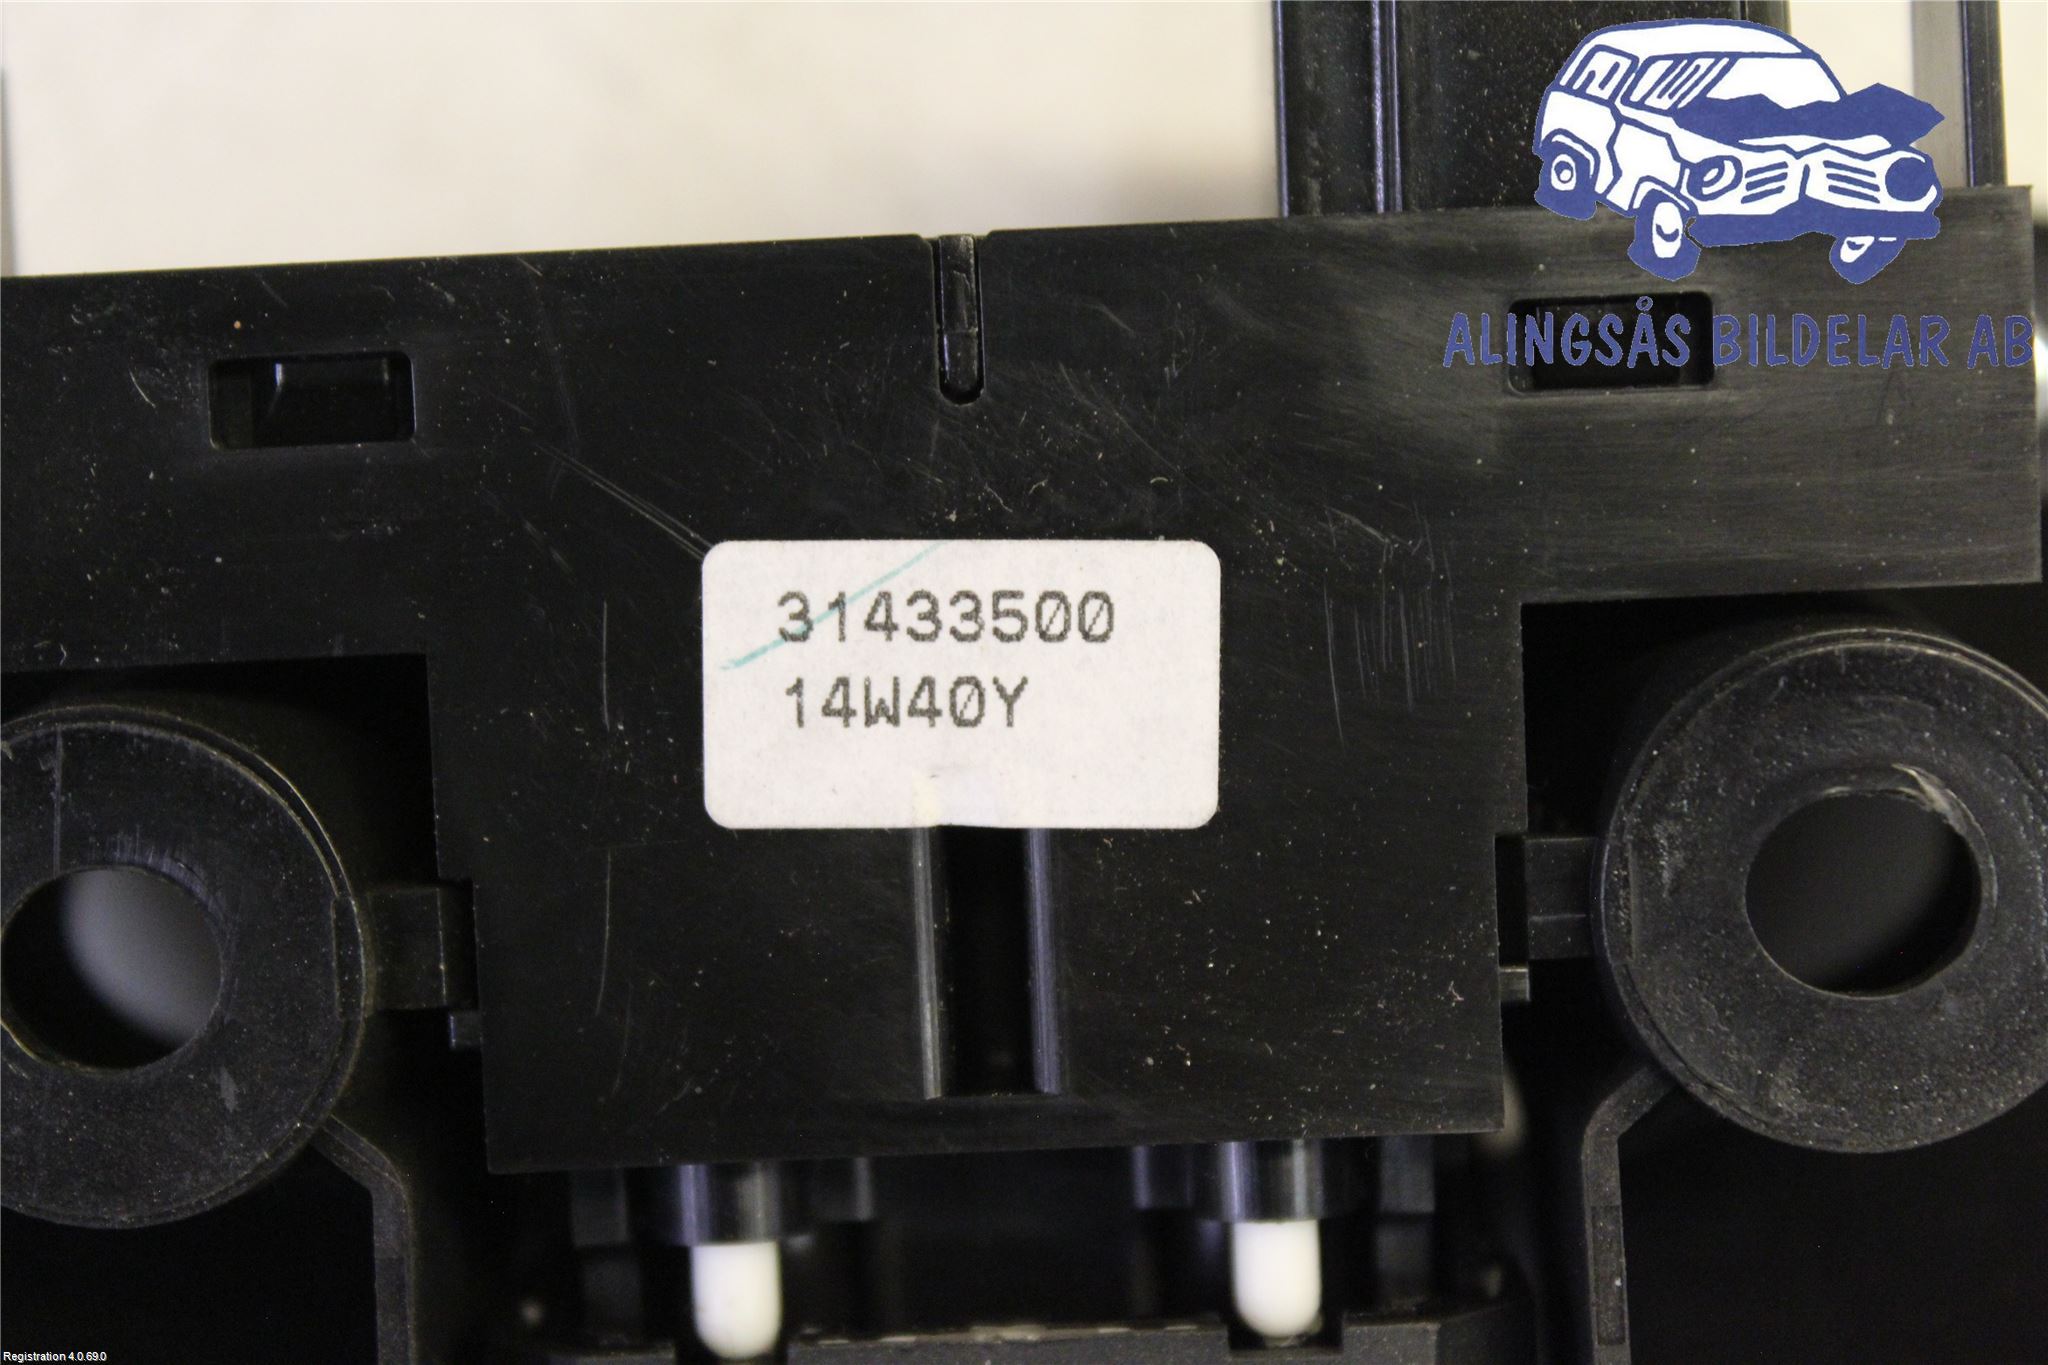 ALINGSÅS BILDELAR AB
31433500
14W40Y
Registration 4.0.69.0